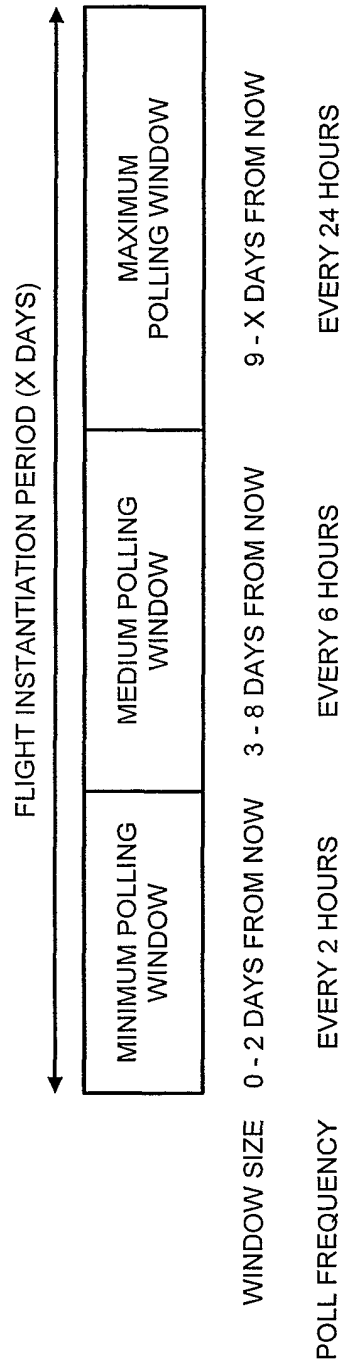 FLIGHT INSTANTIATION PERIOD (X DAYS)
MINIMUM POLLING
WINDOW
MEDIUM POLLING
WINDOW
MAXIMUM
POLLING WINDOW
WINDOW SIZE 0 - 2 DAYS FROM NOW 3 - 8 DAYS FROM NOW 9 - X DAYS FROM NOW
POLL FREQUENCY EVERY 2 HOURS EVERY 6 HOURS EVERY 24 HOURS